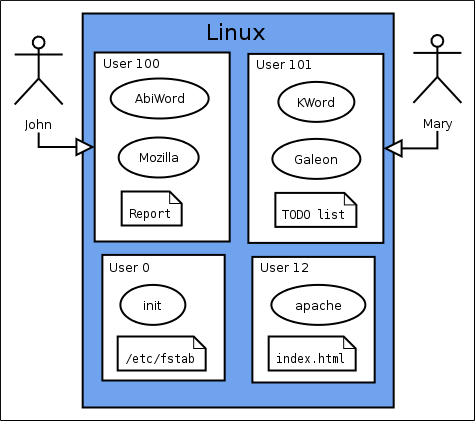 Linux
John
Mary
User 100
AbiWord
Mozilla
Report
User 101
KWord
Galeon
TODO list
User 0
init
/etc/fstab
User 12
apache
index.html